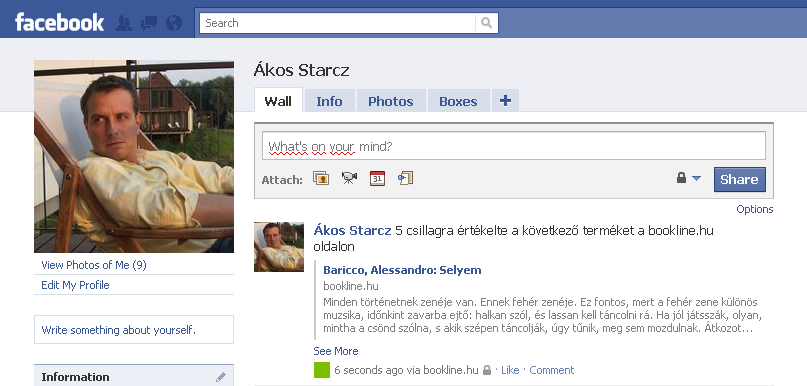 facebook
Search
Ákos Starcz
Wall
Info
Photos
Boxes
+
What's on your mind?
Attach:
31
Share
Options
Ákos Starcz 5 csillagra értékelte a következő terméket a bookline.hu
oldalon
Baricco, Alessandro: Selyem
bookline.hu
Minden történetnek zenéje van. Ennek fehér zenéje. Ez fontos, mert a fehér zene különös
muzsika, időnként zavarba ejtő: halkan szól, és lassan kell táncolni rá. Ha jól játsszák, olyan,
mintha a csönd szólna, s akik szépen táncolják, úgy tűnik, meg sem mozdulnak. Átkozot...
See More
6 seconds ago via bookline.hu · Like · Comment
View Photos of Me (9)
Edit My Profile
Write something about yourself.
Information